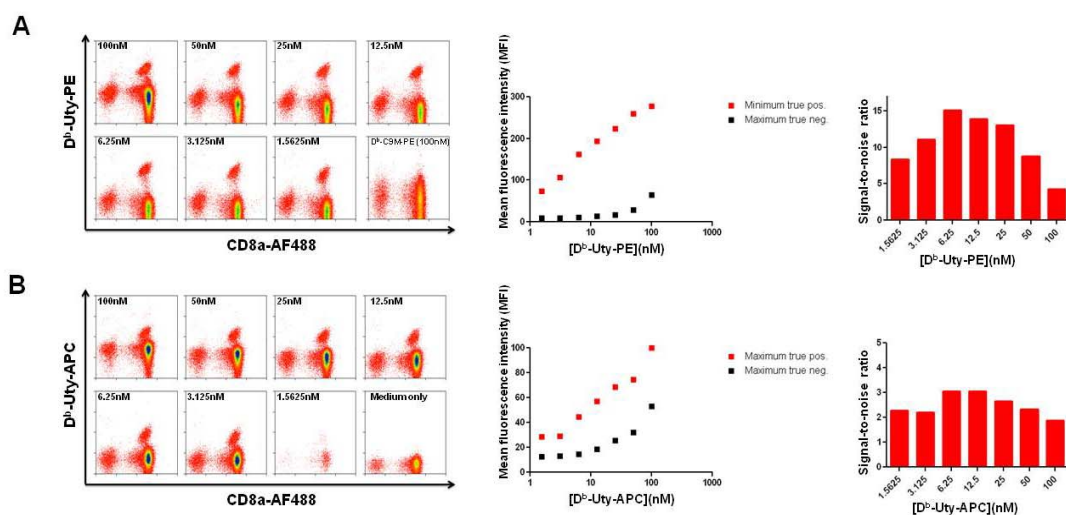 A
100nM
50nM
25nM
12.5nM
6.25nM
3.125nM
1.5625nM
Dᵇ-C9M-PE (100nM)
Dᵇ-Uty-PE
CD8a-AF488
Mean fluorescence intensity (MFI)
300
200
100
0
1
10
100
1000
[Dᵇ-Uty-PE](nM)
Minimum true pos.
Maximum true neg.
Signal-to-noise ratio
15
10
5
0
1.5625
3.125
6.25
12.5
25
50
100
[Dᵇ-Uty-PE](nM)
B
100nM
50nM
25nM
12.5nM
6.25nM
3.125nM
1.5625nM
Medium only
Dᵇ-Uty-APC
CD8a-AF488
Mean fluorescence intensity (MFI)
100
80
60
40
20
0
1
10
100
1000
[Dᵇ-Uty-APC](nM)
Maximum true pos.
Maximum true neg.
Signal-to-noise ratio
5
4
3
2
1
0
1.5625
3.125
6.25
12.5
25
50
100
[Dᵇ-Uty-APC](nM)